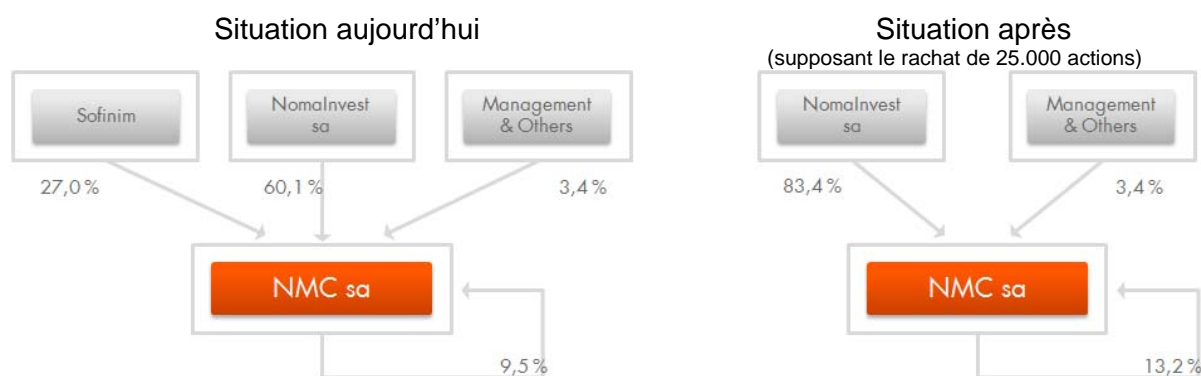 Situation aujourd’hui
Sofinim
NomaInvest
sa
Management
& Others
27,0 %
60,1 %
3,4 %
NMC sa
9,5 %
Situation après
(supposant le rachat de 25.000 actions)
NomaInvest
sa
Management
& Others
83,4 %
3,4 %
NMC sa
13,2 %